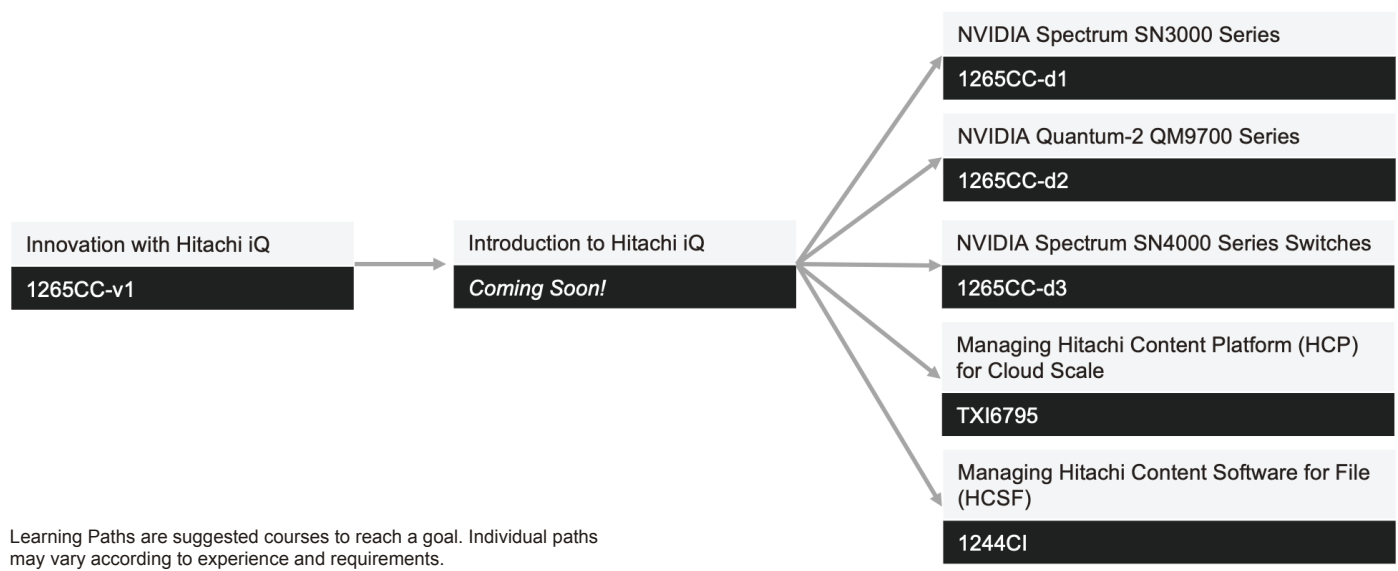 Innovation with Hitachi iQ
1265CC-v1
Introduction to Hitachi iQ
Coming Soon!
NVIDIA Spectrum SN3000 Series
1265CC-d1
NVIDIA Quantum-2 QM9700 Series
1265CC-d2
NVIDIA Spectrum SN4000 Series Switches
1265CC-d3
Managing Hitachi Content Platform (HCP)
for Cloud Scale
TXI6795
Managing Hitachi Content Software for File
(HCSF)
1244CI
Learning Paths are suggested courses to reach a goal. Individual paths
may vary according to experience and requirements.